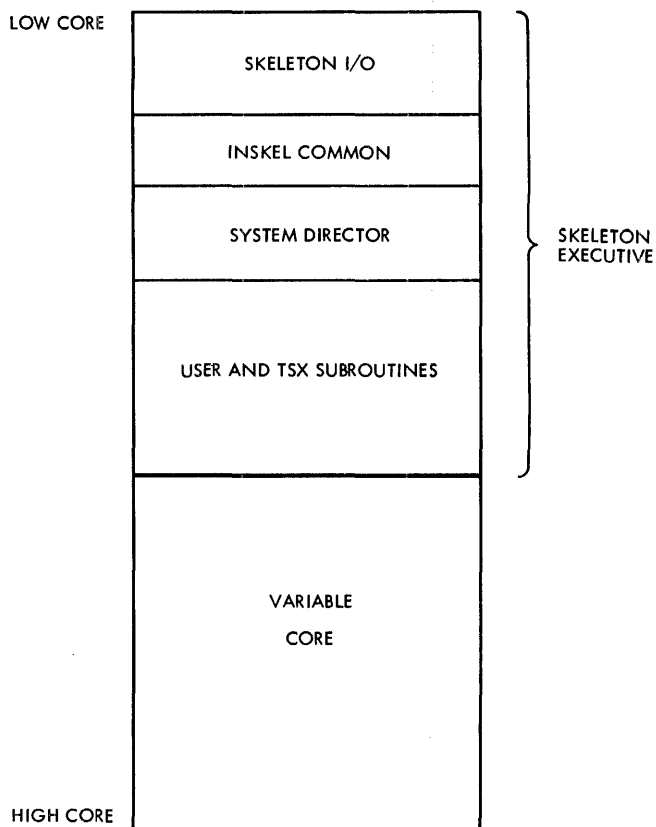 LOW CORE
SKELETON I/O
INSKEL COMMON
SYSTEM DIRECTOR
SKELETON
EXECUTIVE
USER AND TSX SUBROUTINES
VARIABLE
CORE
HIGH CORE